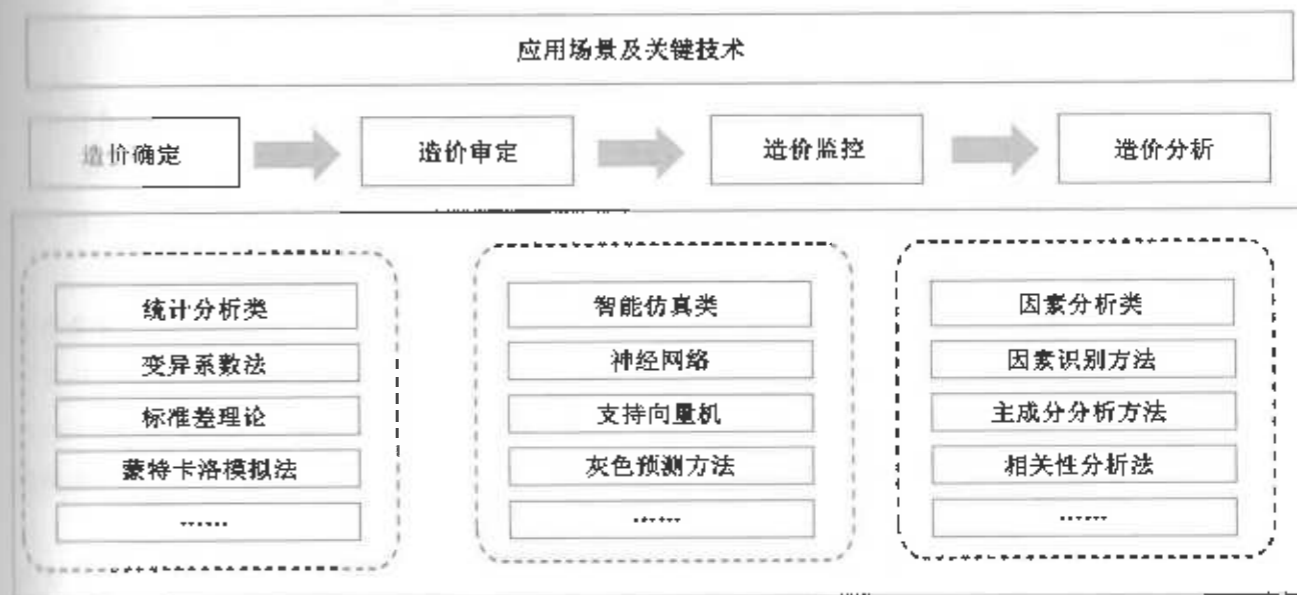 应用场景及关键技术
造价确定
造价审定
造价监控
造价分析
统计分析类
变异系数法
标准差理论
蒙特卡洛模拟法
……
智能仿真类
神经网络
支持向量机
灰色预测方法
……
因素分析类
因素识别方法
主成分分析方法
相关性分析法
……